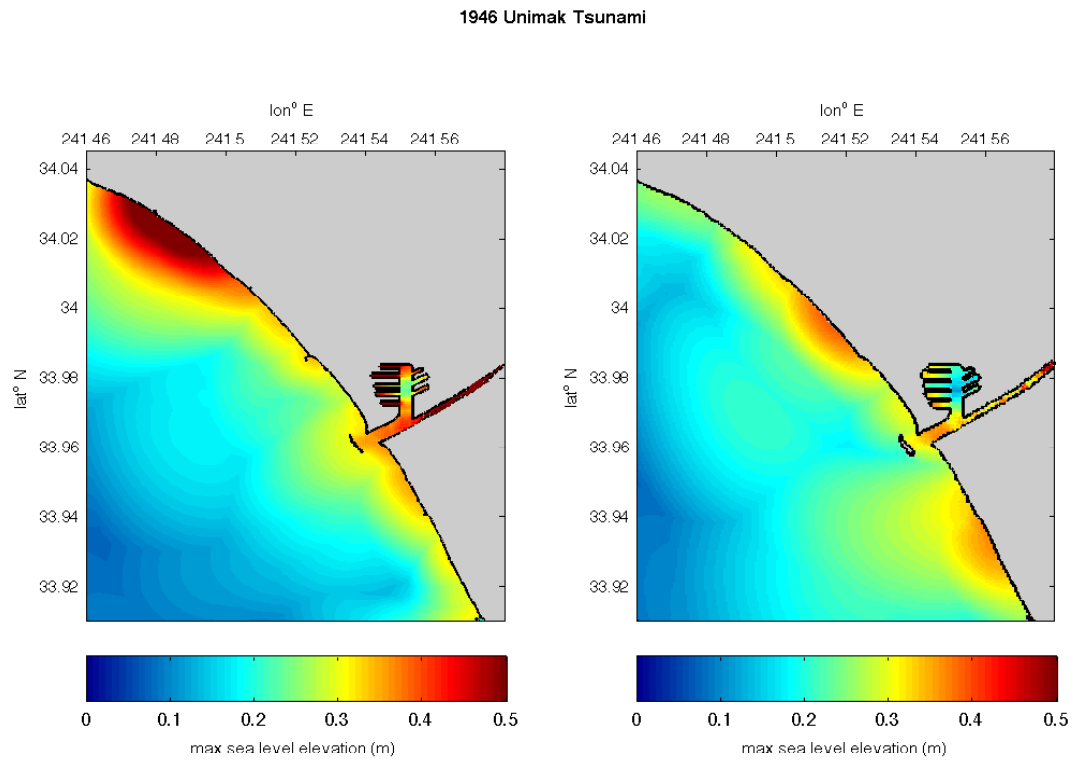 1946 Unimak Tsunami
lon° E
241.46 241.48 241.5 241.52 241.54 241.56
34.04
34.02
34
33.98
33.96
33.94
33.92
lat° N
0 0.1 0.2 0.3 0.4 0.5
max sea level elevation (m)
lon° E
241.46 241.48 241.5 241.52 241.54 241.56
34.04
34.02
34
33.98
33.96
33.94
33.92
lat° N
0 0.1 0.2 0.3 0.4 0.5
max sea level elevation (m)